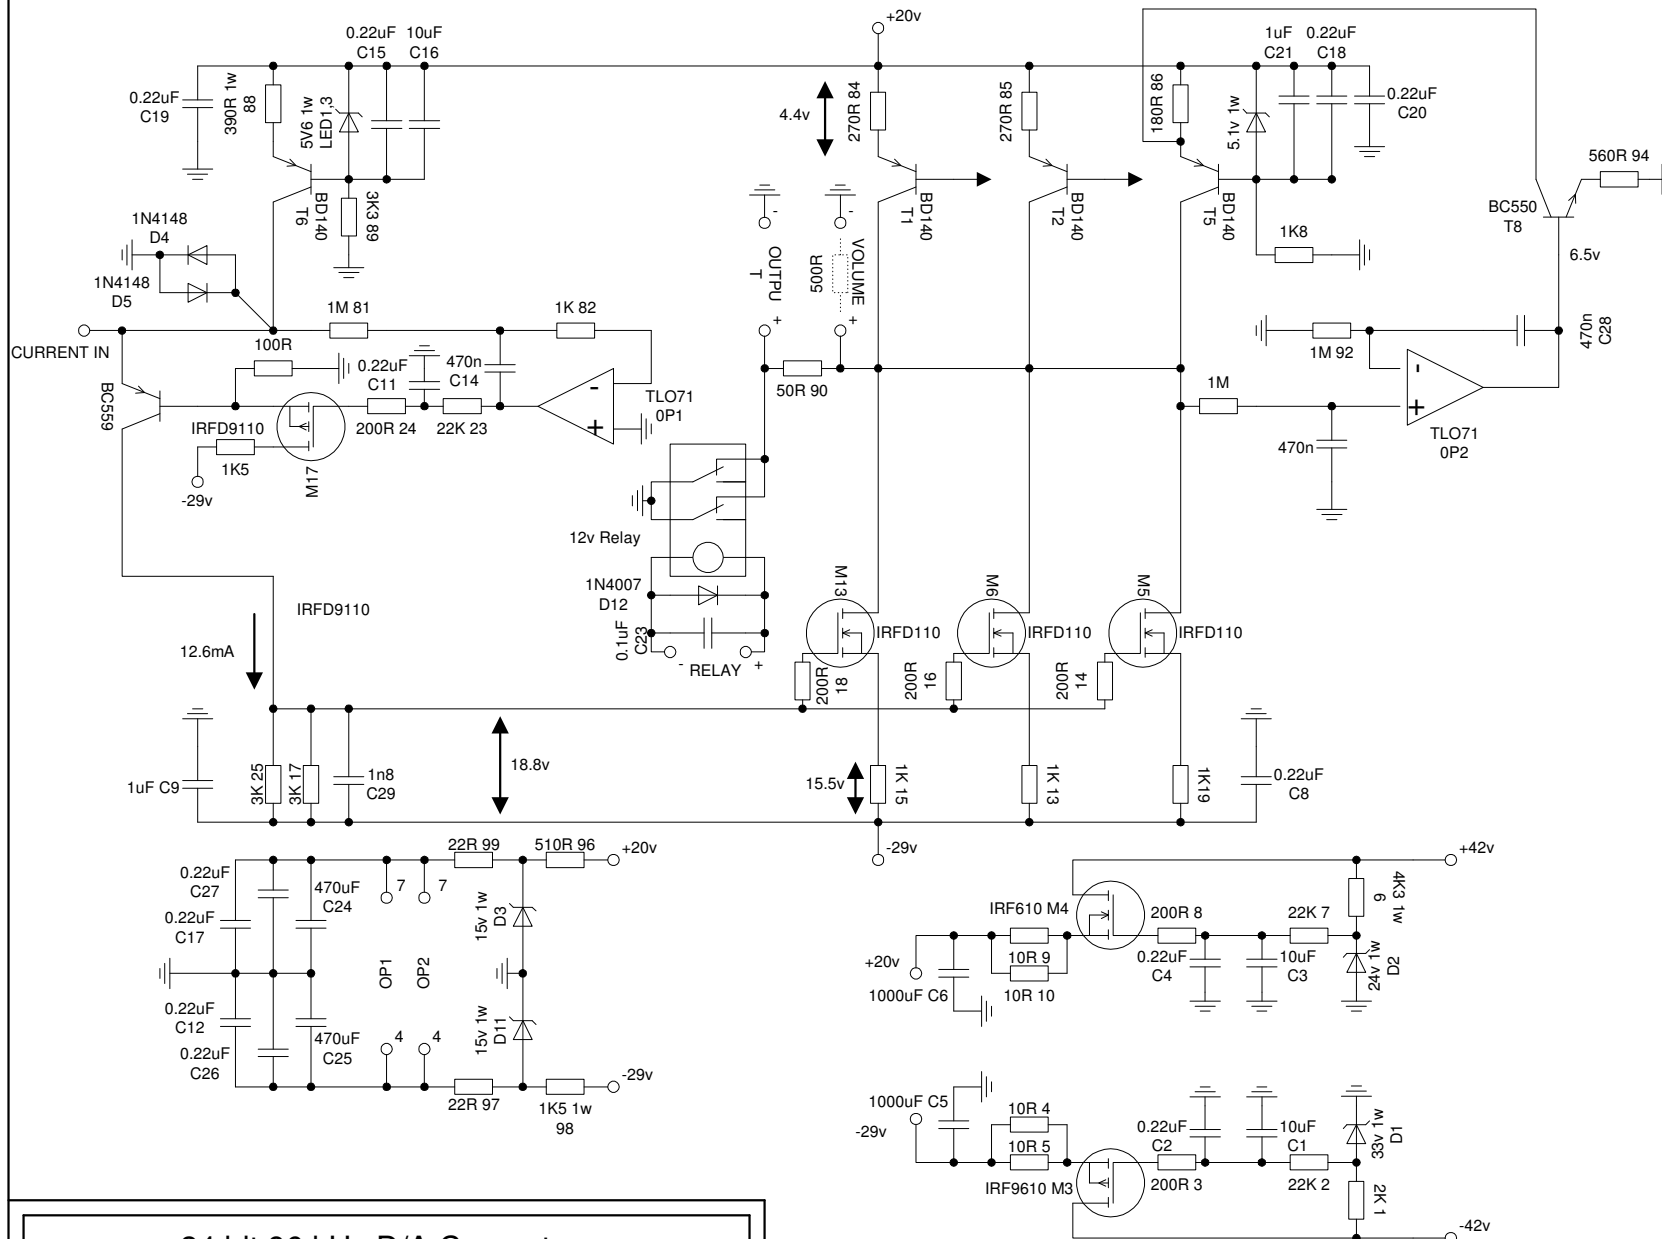 +20v
0.22uF
C15
10uF
C16
1uF
C21
0.22uF
C18
0.22uF
C19
390R 1w
88
5V6 1w
LED1,3
4.4v
270R 84
270R 85
180R 86
5.1v 1w
0.22uF
C20
560R 94
BD140
T6
3K3 89
BD140
T1
BD140
T2
BD140
T5
BC550
T8
1N4148
D4
1N4148
D5
OUTPU
T
500R
VOLUME
1K8
6.5v
-
-
+
+
CURRENT IN
1M 81
1K 82
100R
0.22uF
C11
470n
C14
1M 92
470n
C28
BC559
IRFD9110
1K5
-29v
M17
200R 24
22K 23
-
+
TLO71
0P1
50R 90
1M
-
+
TLO71
0P2
470n
12v Relay
1N4007
D12
0.1uF
C23
-
RELAY
+
IRFD9110
12.6mA
M13
IRFD110
M6
IRFD110
M5
IRFD110
200R
18
200R
16
200R
14
1uF C9
3K 25
3K 17
1n8
C29
18.8v
15.5v
1K 15
1K 13
1K19
0.22uF
C8
-29v
22R 99
510R 96
+20v
0.22uF
C27
0.22uF
C17
470uF
C24
7
7
15v 1w
D3
OP1
OP2
0.22uF
C12
0.22uF
C26
470uF
C25
4
4
15v 1w
D11
22R 97
1K5 1w
98
-29v
+42v
4K3 1w
6
IRF610 M4
200R 8
22K 7
+20v
10R 9
10R 10
1000uF C6
0.22uF
C4
10uF
C3
24v 1w
D2
1000uF C5
-29v
10R 4
10R 5
IRF9610 M3
0.22uF
C2
200R 3
10uF
C1
22K 2
33v 1w
D1
2K 1
-42v